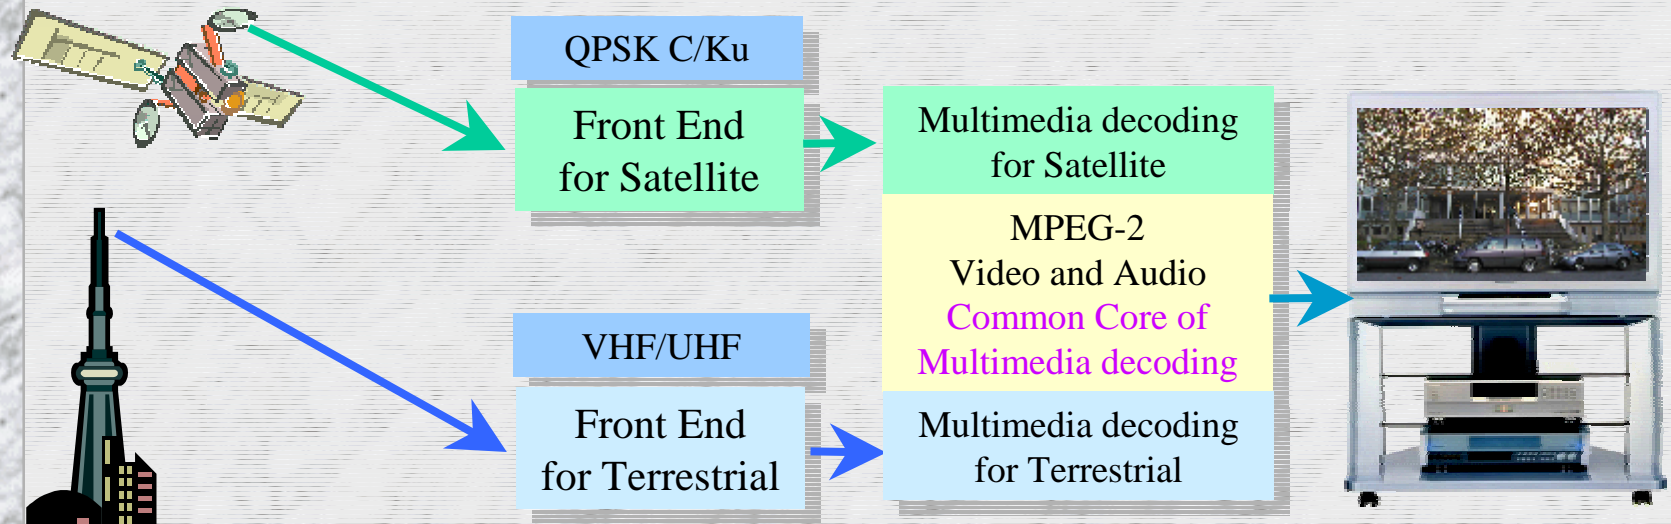 QPSK C/Ku
Front End
for Satellite
Multimedia decoding
for Satellite
MPEG-2
Video and Audio
Common Core of
Multimedia decoding
VHF/UHF
Front End
for Terrestrial
Multimedia decoding
for Terrestrial